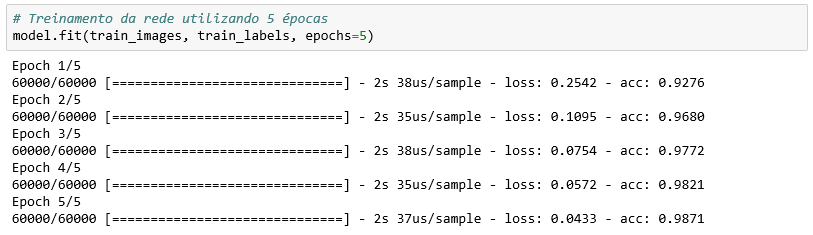 # Treinamento da rede utilizando 5 épocas
model.fit(train_images, train_labels, epochs=5)
Epoch 1/5
60000/60000 [==============================] - 2s 38us/sample - loss: 0.2542 - acc: 0.9276
Epoch 2/5
60000/60000 [==============================] - 2s 35us/sample - loss: 0.1095 - acc: 0.9680
Epoch 3/5
60000/60000 [==============================] - 2s 38us/sample - loss: 0.0754 - acc: 0.9772
Epoch 4/5
60000/60000 [==============================] - 2s 35us/sample - loss: 0.0572 - acc: 0.9821
Epoch 5/5
60000/60000 [==============================] - 2s 37us/sample - loss: 0.0433 - acc: 0.9871